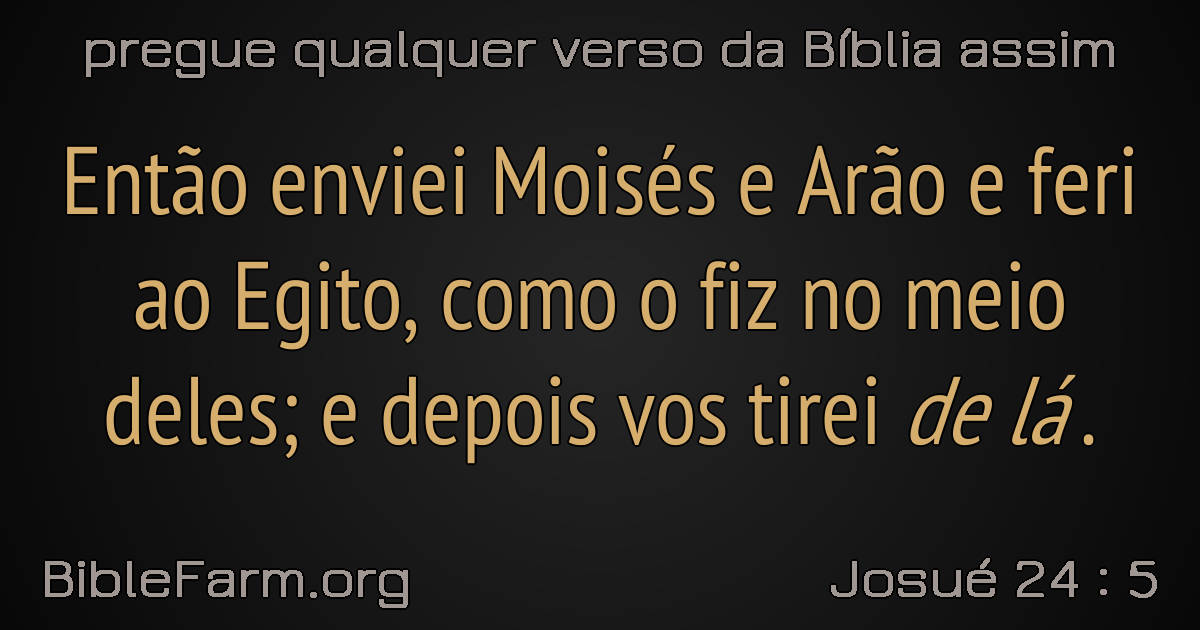 pregue qualquer verso da Bíblia assim
Então enviei Moisés e Arão e feri
ao Egito, como o fiz no meio
deles; e depois vos tirei de lá .
BibleFarm.org
Josué 24 : 5